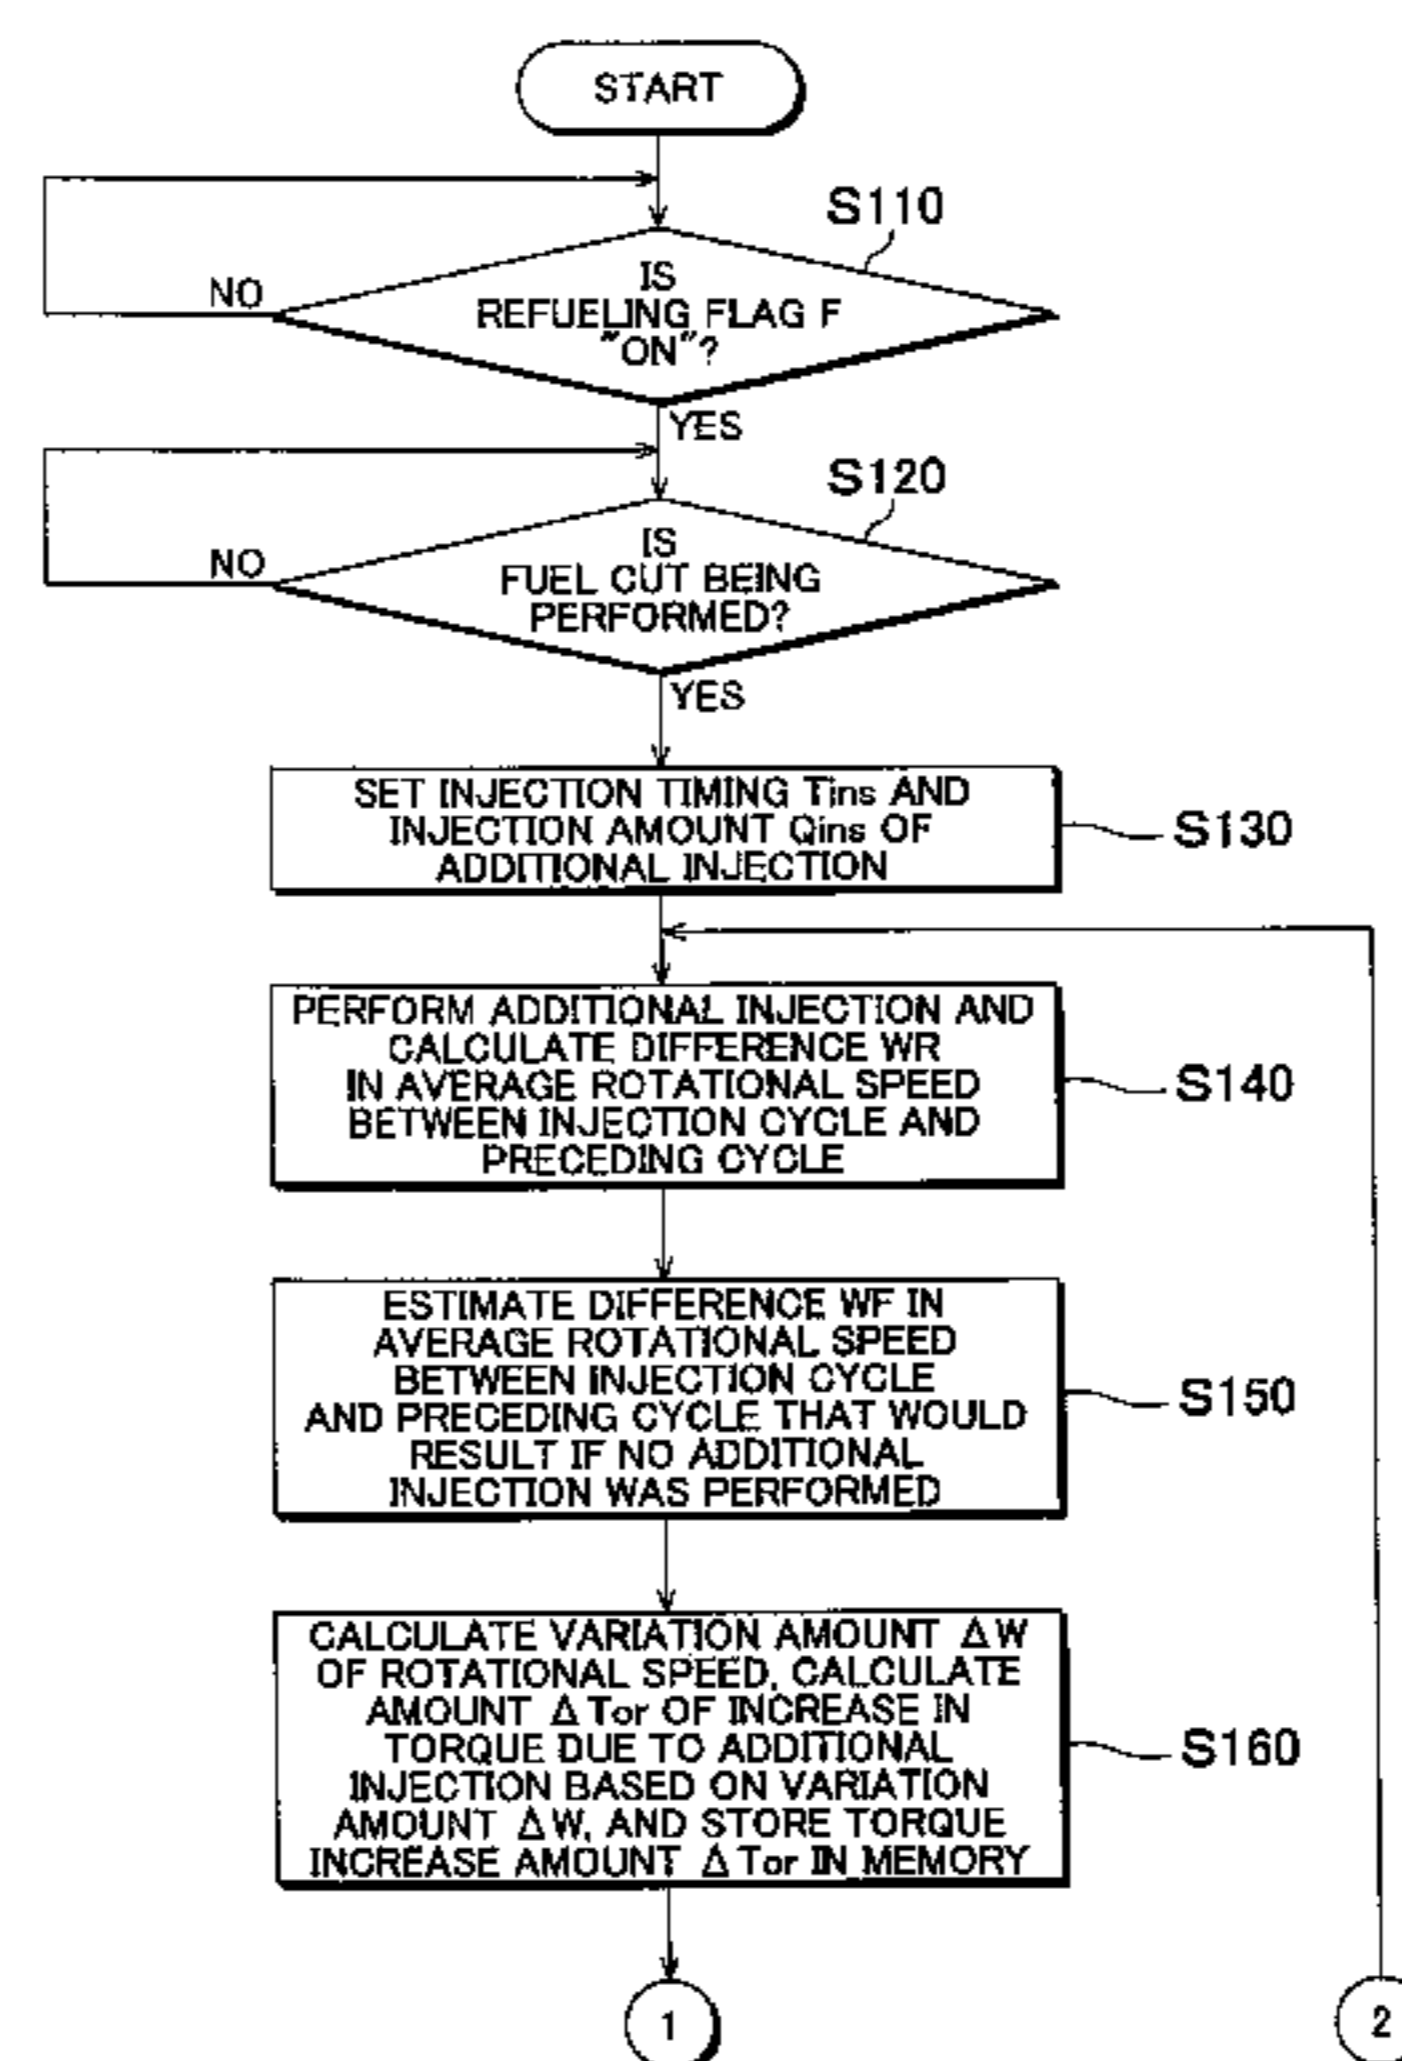 START
S110
IS
REFUELING FLAG F
"ON"?
NO
YES
S120
IS
FUEL CUT BEING
PERFORMED?
NO
YES
SET INJECTION TIMING Tins AND
INJECTION AMOUNT Qins OF
ADDITIONAL INJECTION
S130
PERFORM ADDITIONAL INJECTION AND
CALCULATE DIFFERENCE WR
IN AVERAGE ROTATIONAL SPEED
BETWEEN INJECTION CYCLE AND
PRECEDING CYCLE
S140
ESTIMATE DIFFERENCE WF IN
AVERAGE ROTATIONAL SPEED
BETWEEN INJECTION CYCLE
AND PRECEDING CYCLE THAT WOULD
RESULT IF NO ADDITIONAL
INJECTION WAS PERFORMED
S150
CALCULATE VARIATION AMOUNT ΔW
OF ROTATIONAL SPEED, CALCULATE
AMOUNT ΔTor OF INCREASE IN
TORQUE DUE TO ADDITIONAL
INJECTION BASED ON VARIATION
AMOUNT ΔW, AND STORE TORQUE
INCREASE AMOUNT ΔTor IN MEMORY
S160
1
2